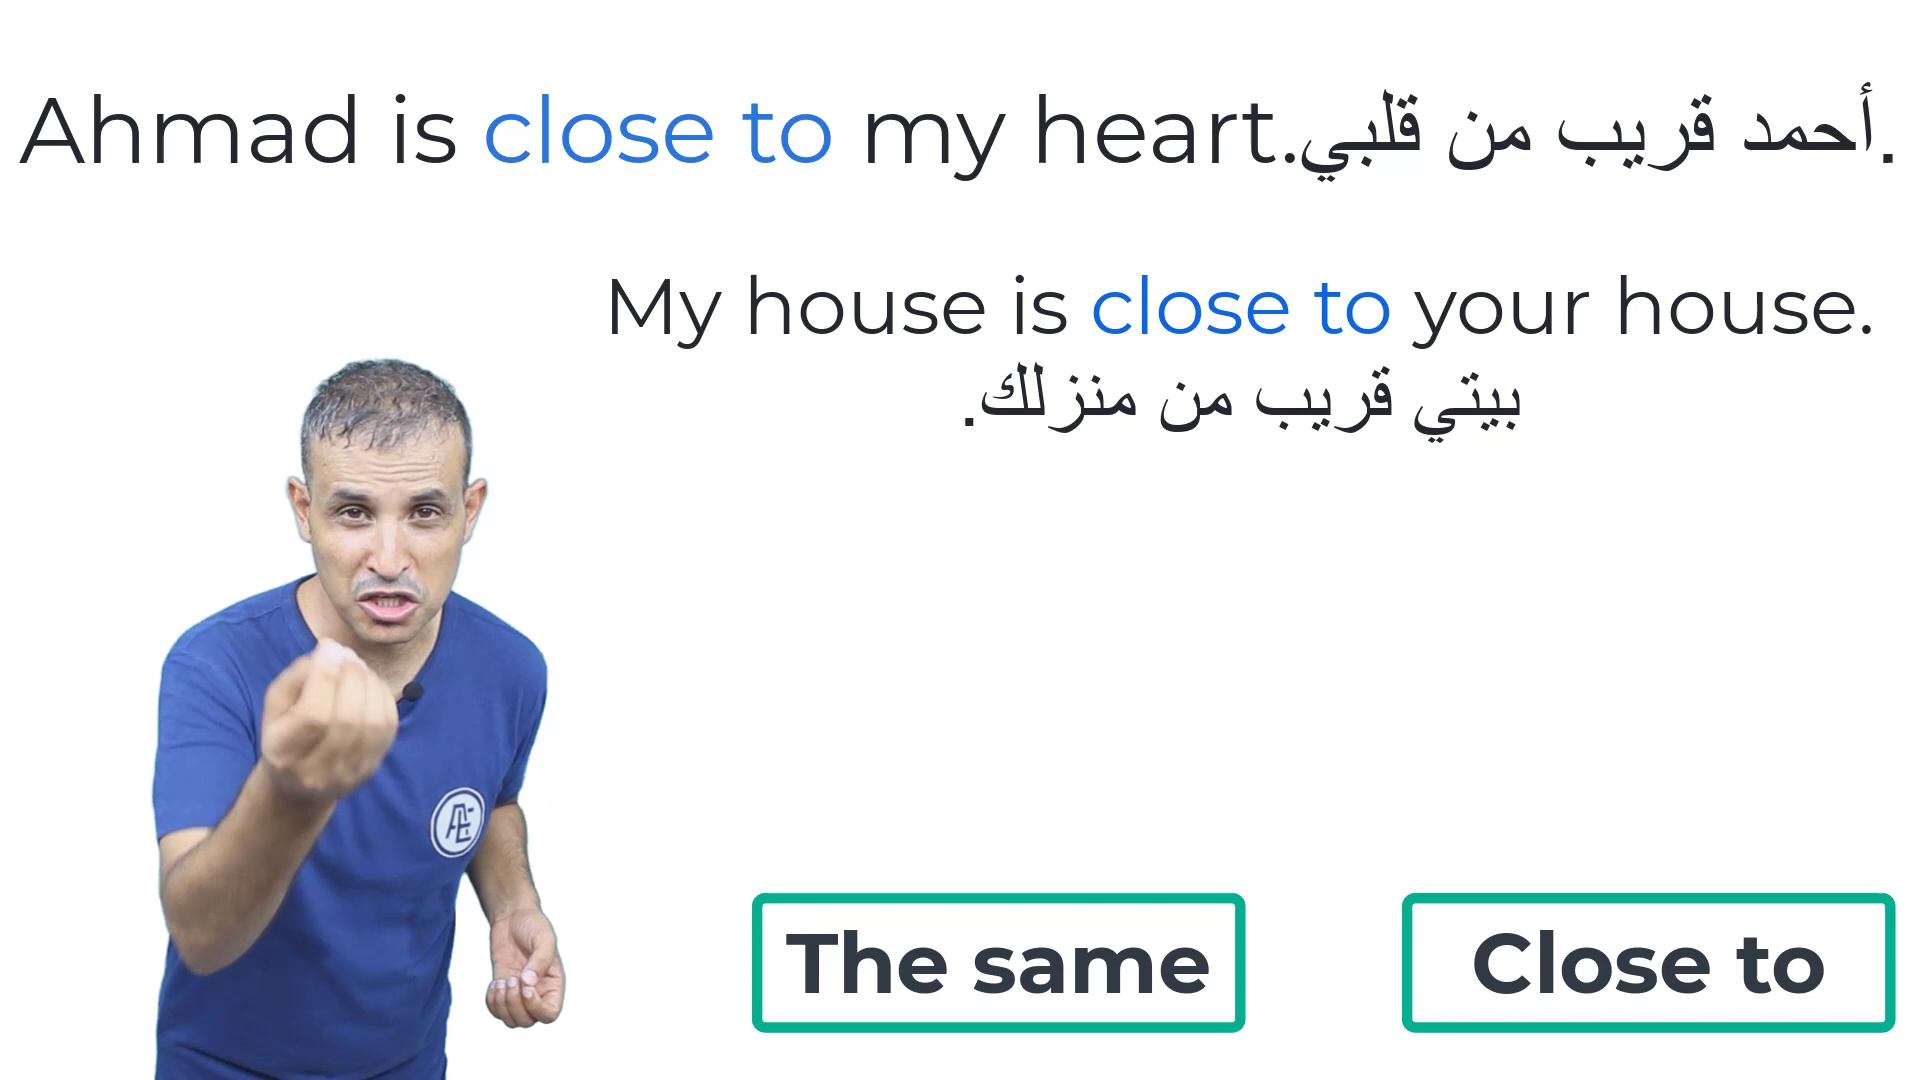 Ahmad is close to my heart.أحمد قريب من قلبي.
My house is close to your house.
بيتي قريب من منزلك.
AE
The same
Close to